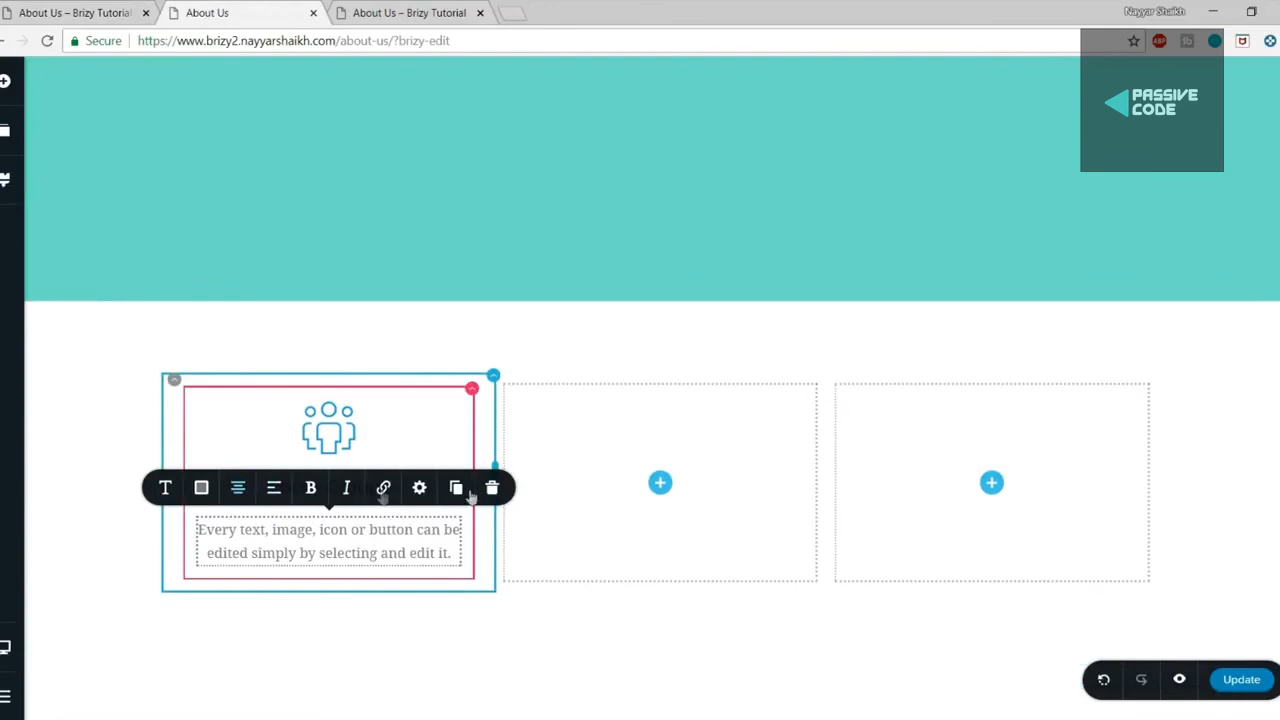 About Us – Brizy Tutorial
About Us
About Us – Brizy Tutorial
Nayyar Shaikh
Secure
https://www.brizy2.nayyarshaikh.com/about-us/?brizy-edit
ABP
PASSIVE
CODE
T
B
I
Every text, image, icon or button can be
edited simply by selecting and edit it.
Update